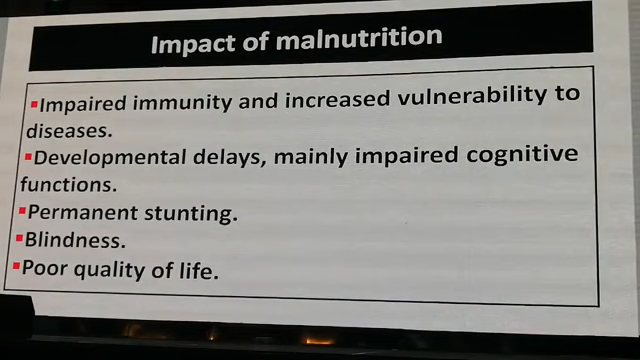 Impact of malnutrition
▪Impaired immunity and increased vulnerability to
diseases.
▪Developmental delays, mainly impaired cognitive
functions.
▪Permanent stunting.
▪Blindness.
▪Poor quality of life.